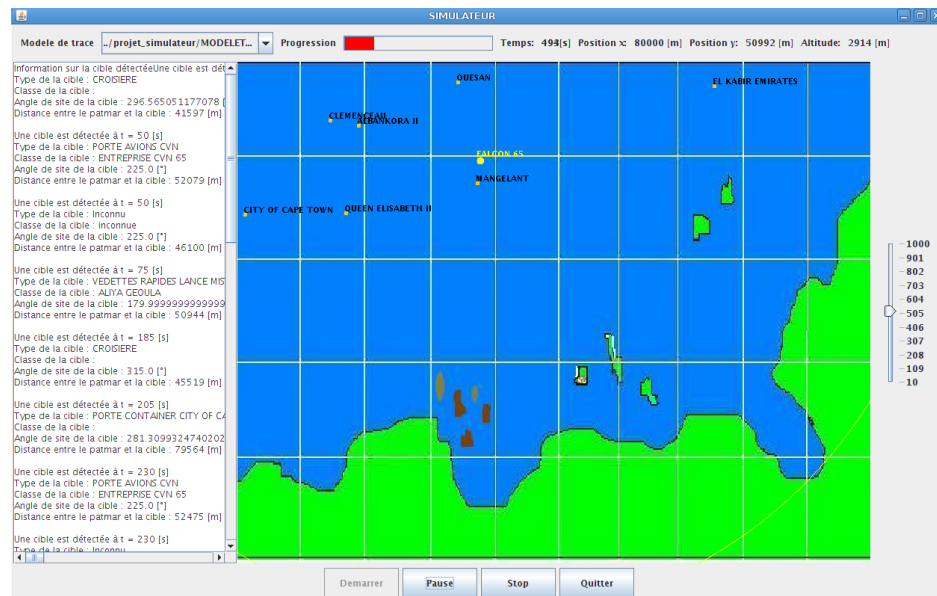 SIMULATEUR
Modele de trace ../projet_simulateur/MODELET... Progression Temps: [s] Position x: 80000 [m] Position y: 50992 [m] Altitude: 2914 [m]
Information sur la cible détectéeUne cible est dét
Type de la cible : CROISIERE
Classe de la cible :
Angle de site de la cible : 296.565051177078 [
Distance entre le patmar et la cible : 41597 [m]
Une cible est détectée à t = 50 [s]
Type de la cible : PORTE AVIONS CVN
Classe de la cible : ENTREPRISE CVN 65
Angle de site de la cible : 225.0 [°]
Distance entre le patmar et la cible : 52079 [m]
Une cible est détectée à t = 50 [s]
Type de la cible : Inconnu
Classe de la cible : inconnue
Angle de site de la cible : 225.0 [°]
Distance entre le patmar et la cible : 46100 [m]
Une cible est détectée à t = 75 [s]
Type de la cible : VEDETTES RAPIDES LANCE MIS
Classe de la cible : ALIYA GEOULA
Angle de site de la cible : 179.9999999999999
Distance entre le patmar et la cible : 50944 [m]
Une cible est détectée à t = 185 [s]
Type de la cible : CROISIERE
Classe de la cible :
Angle de site de la cible : 315.0 [°]
Distance entre le patmar et la cible : 45519 [m]
Une cible est détectée à t = 205 [s]
Type de la cible : PORTE CONTAINER CITY OF CA
Classe de la cible :
Angle de site de la cible : 281.3099324740202
Distance entre le patmar et la cible : 79564 [m]
Une cible est détectée à t = 230 [s]
Type de la cible : PORTE AVIONS CVN
Classe de la cible : ENTREPRISE CVN 65
Angle de site de la cible : 225.0 [°]
Distance entre le patmar et la cible : 52475 [m]
Une cible est détectée à t = 230 [s]
Type de la cible : Inconnu
QUESAN
EL KABIR EMIRATES
CLEMENCEAU
ALBANKORA II
FALCON 65
MANGELANT
CITY OF CAPE TOWN
QUEEN ELISABETH II
1000
901
802
703
604
505
406
307
208
109
10
Demarrer Pause Stop Quitter